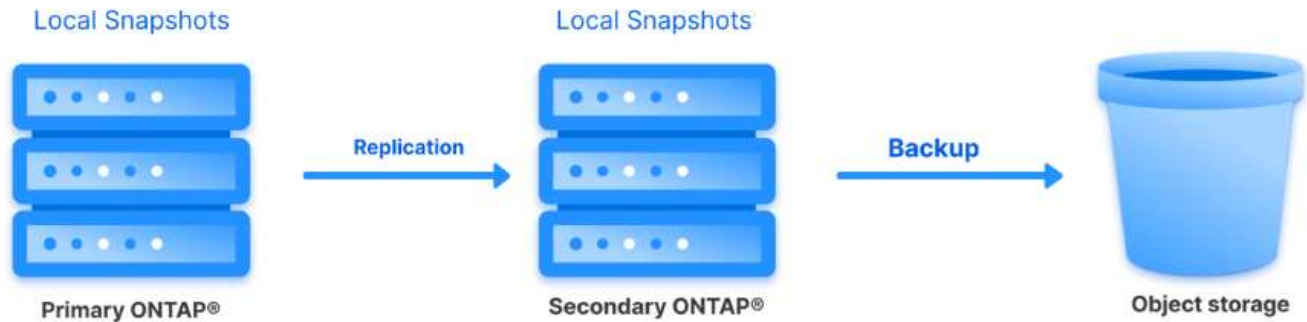 Local Snapshots
Local Snapshots
Replication
Backup
Primary ONTAP®
Secondary ONTAP®
Object storage